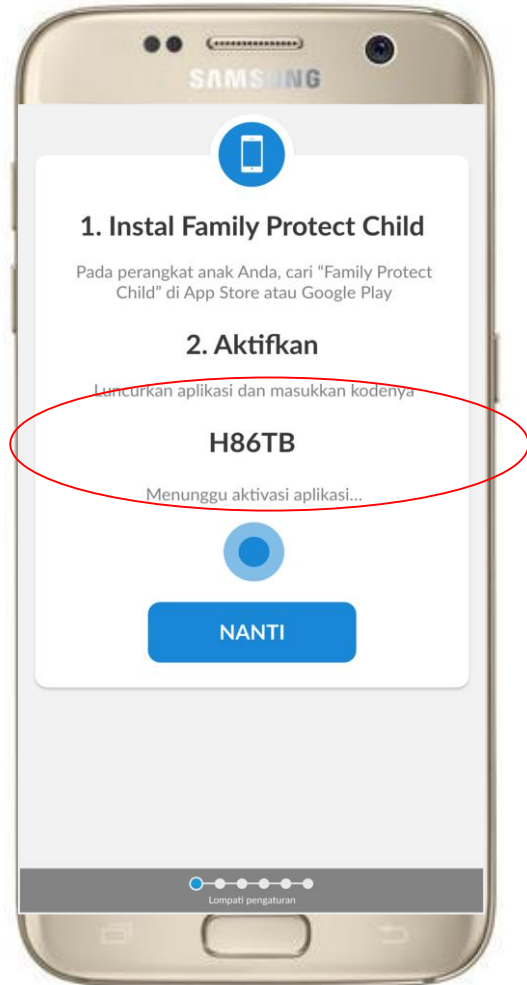 SAMSUNG
1. Instal Family Protect Child
Pada perangkat anak Anda, cari "Family Protect
Child" di App Store atau Google Play
2. Aktifkan
Luncurkan aplikasi dan masukkan kodenya
H86TB
Menunggu aktivasi aplikasi...
NANTI
Lompati pengaturan